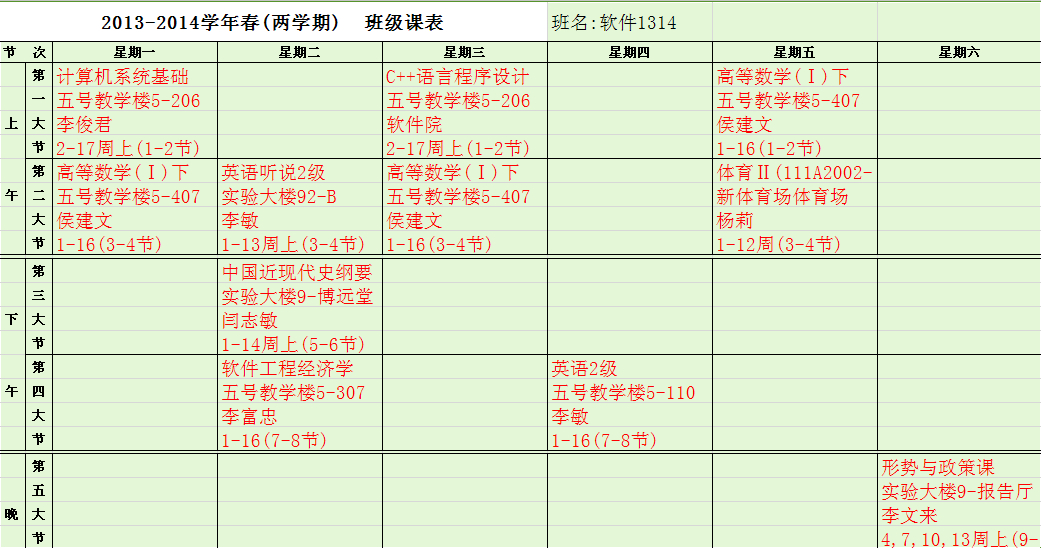 2013-2014学年春(两学期) 班级课表 班名:软件1314
节 次 星期一 星期二 星期三 星期四 星期五 星期六
第 计算机系统基础 C++语言程序设计 高等数学(Ⅰ)下
一 五号教学楼5-206 五号教学楼5-206 五号教学楼5-407
上 大 李俊君 软件院 侯建文
节 2-17周上(1-2节) 2-17周上(1-2节) 1-16(1-2节)
第 高等数学(Ⅰ)下 英语听说2级 高等数学(Ⅰ)下 体育Ⅱ(111A2002-
午 二 五号教学楼5-407 实验大楼92-B 五号教学楼5-407 新体育场体育场
大 侯建文 李敏 侯建文 杨莉
节 1-16(3-4节) 1-13周上(3-4节) 1-16(3-4节) 1-12周(3-4节)
第 中国近现代史纲要
三 实验大楼9-博远堂
下 大 闫志敏
节 1-14周上(5-6节)
第 软件工程经济学 英语2级
午 四 五号教学楼5-307 五号教学楼5-110
大 李富忠 李敏
节 1-16(7-8节) 1-16(7-8节)
第 形势与政策课
五 实验大楼9-报告厅
晚 大 李文来
节 4,7,10,13周上(9-